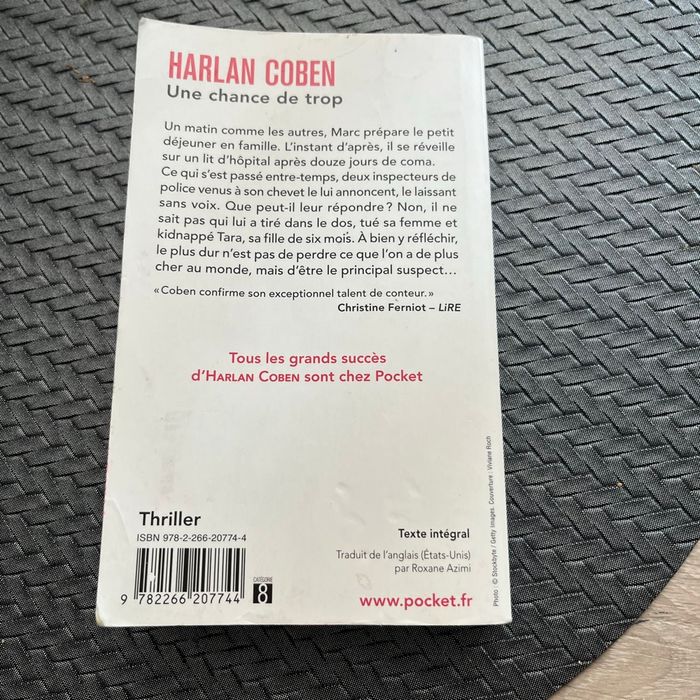 HARLAN COBEN
Une chance de trop
Un matin comme les autres, Marc prépare le petit
déjeuner en famille. L'instant d'après, il se réveille
sur un lit d'hôpital après douze jours de coma.
Ce qui s'est passé entre-temps, deux inspecteurs de
police venus à son chevet le lui annoncent, le laissant
sans voix. Que peut-il leur répondre ? Non, il ne
sait pas qui lui a tiré dans le dos, tué sa femme et
kidnappé Tara, sa fille de six mois. À bien y réfléchir,
le plus dur n'est pas de perdre ce que l'on a de plus
cher au monde, mais d'être le principal suspect...
« Coben confirme son exceptionnel talent de conteur. »
Christine Ferniot – LiRE
Tous les grands succès
d'HARLAN COBEN sont chez Pocket
Thriller
ISBN 978-2-266-20774-4
9 782266 207744
CATÉGORIE
8
Texte intégral
Traduit de l'anglais (États-Unis)
par Roxane Azimi
www.pocket.fr
Photo : © Stockbyte / Getty Images. Couverture : Viviane Roch